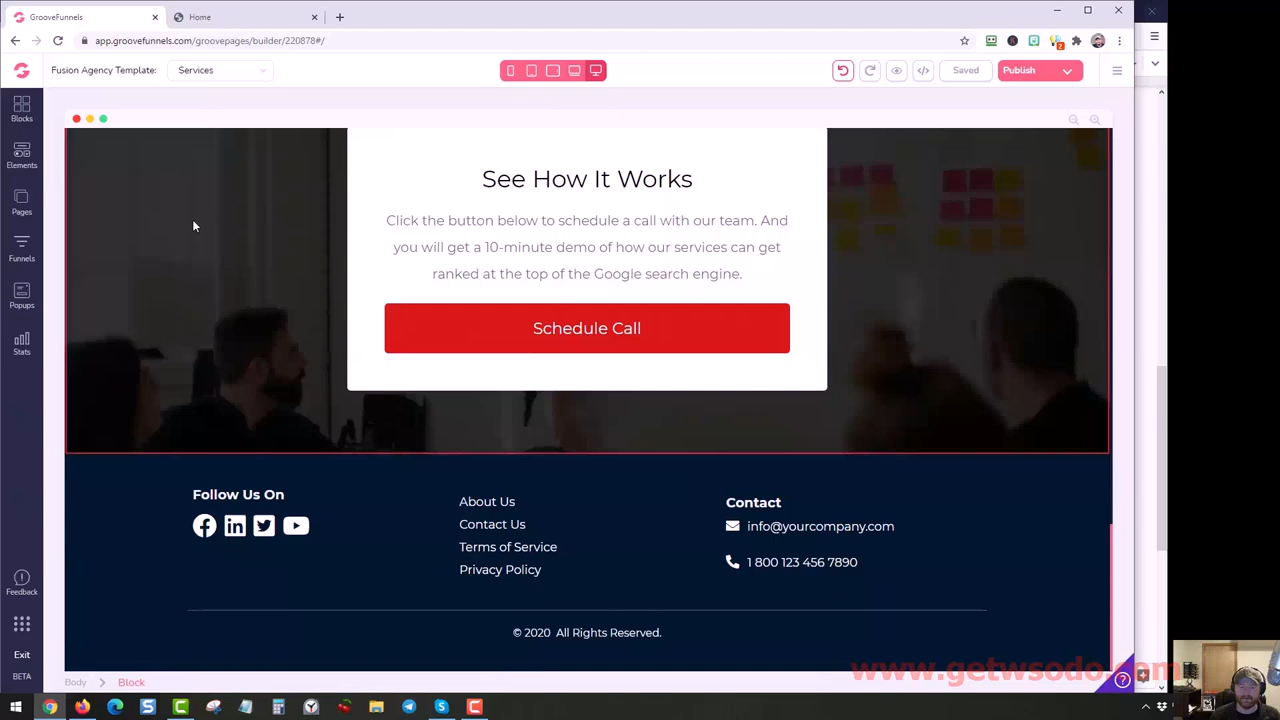 GrooveFunnels
Home
app.groovefunnels.com/groovepages/builder/220878#/
2
Fusion Agency Template:
Services
Saved
Publish
Blocks
Elements
Pages
Funnels
Popups
Stats
See How It Works
Click the button below to schedule a call with our team. And
you will get a 10-minute demo of how our services can get
ranked at the top of the Google search engine.
Schedule Call
Follow Us On
About Us
Contact Us
Terms of Service
Privacy Policy
Contact
info@yourcompany.com
1 800 123 456 7890
© 2020 All Rights Reserved.
Feedback
Exit
BETA
Body
Block
www.getwsodo.com